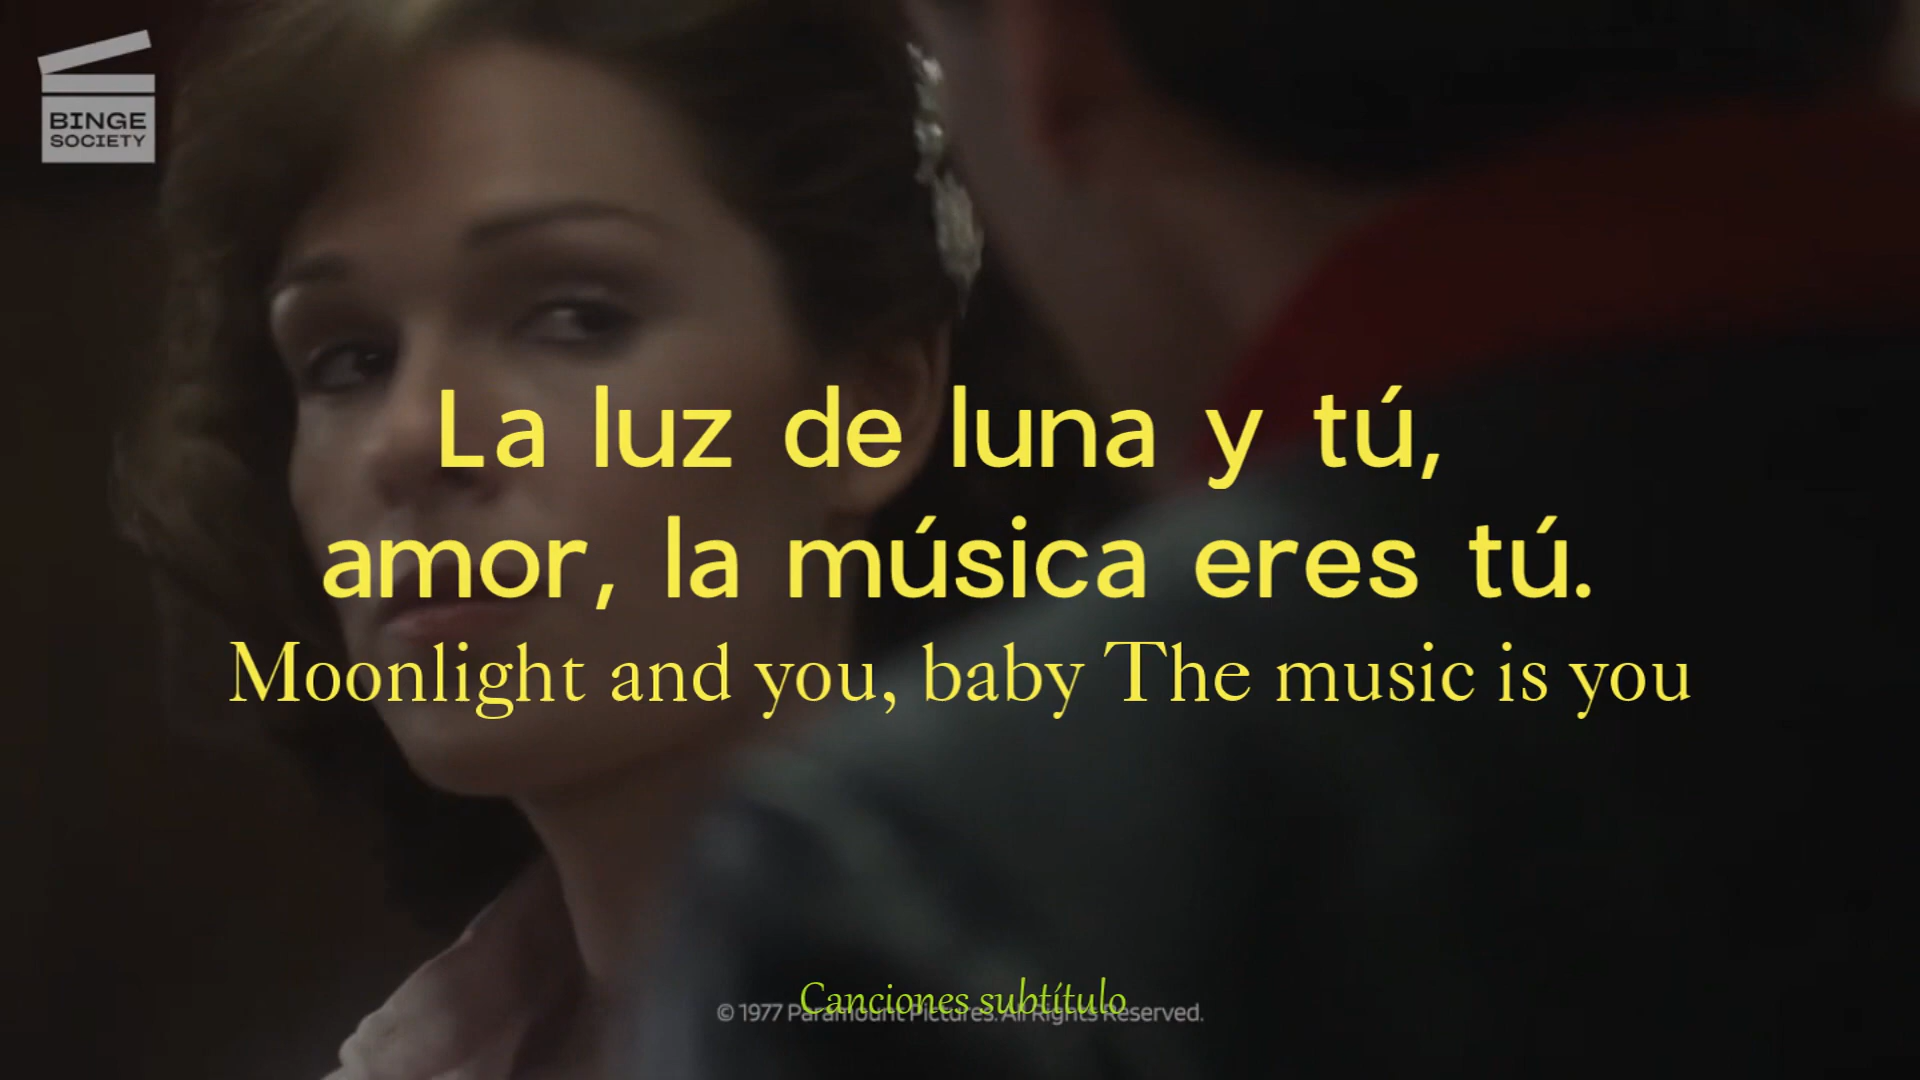 BINGE
SOCIETY
La luz de luna y tú,
amor, la música eres tú.
Moonlight and you, baby The music is you
Canciones subtítulo
© 1977 Paramount Pictures. All Rights Reserved.